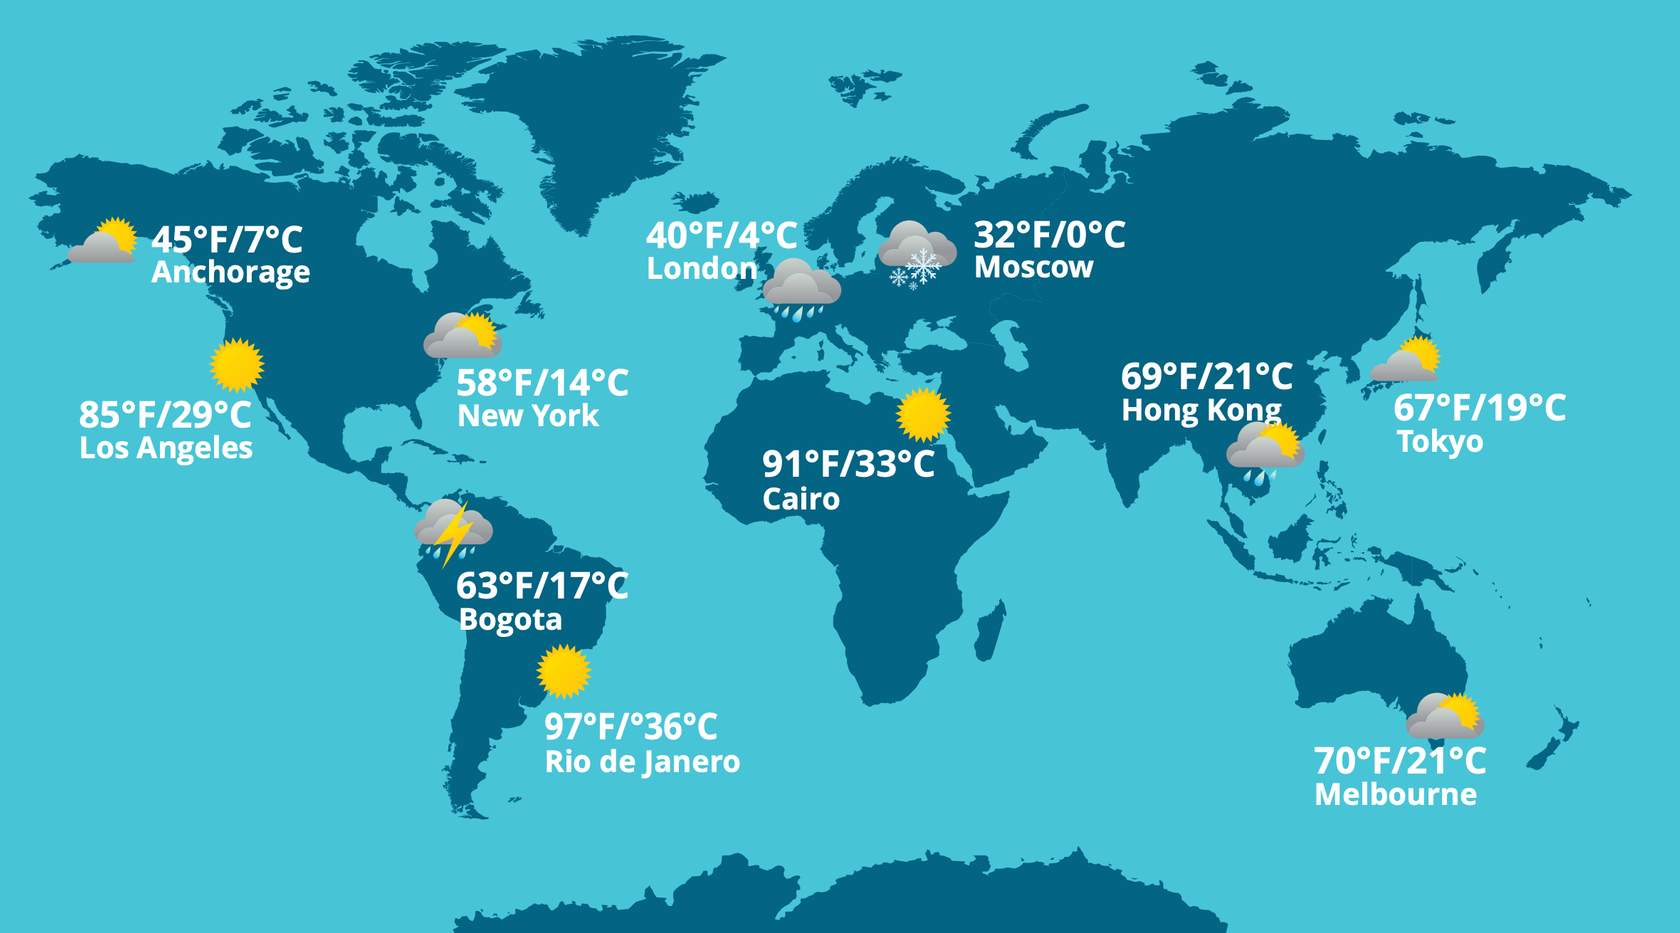 45°F/7°C
Anchorage
40°F/4°C
London
32°F/0°C
Moscow
85°F/29°C
Los Angeles
58°F/14°C
New York
91°F/33°C
Cairo
69°F/21°C
Hong Kong
67°F/19°C
Tokyo
63°F/17°C
Bogota
97°F/°36°C
Rio de Janero
70°F/21°C
Melbourne